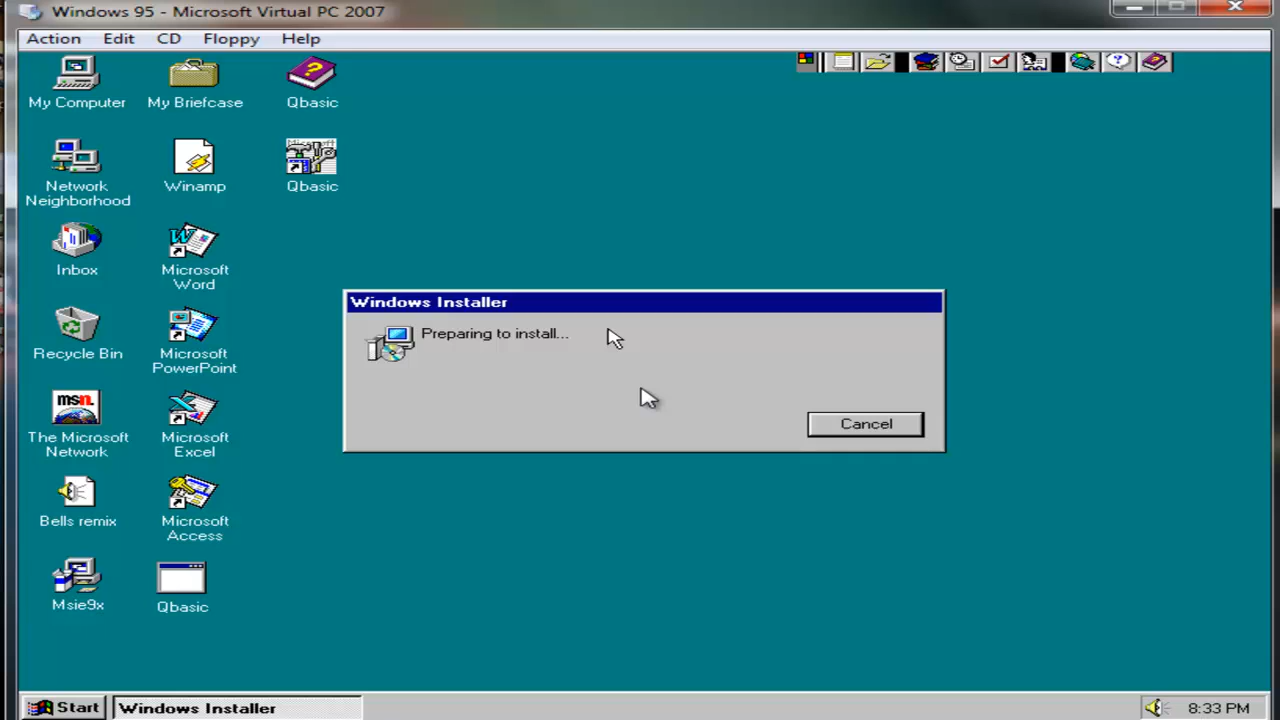 Windows 95 - Microsoft Virtual PC 2007
Action Edit CD Floppy Help
My Computer
My Briefcase
Qbasic
Network
Neighborhood
Winamp
Qbasic
Inbox
Microsoft
Word
Recycle Bin
Microsoft
PowerPoint
msn.
The Microsoft
Network
Microsoft
Excel
Bells remix
Microsoft
Access
Msie9x
Qbasic
Windows Installer
Preparing to install...
Cancel
Start
Windows Installer
8:33 PM